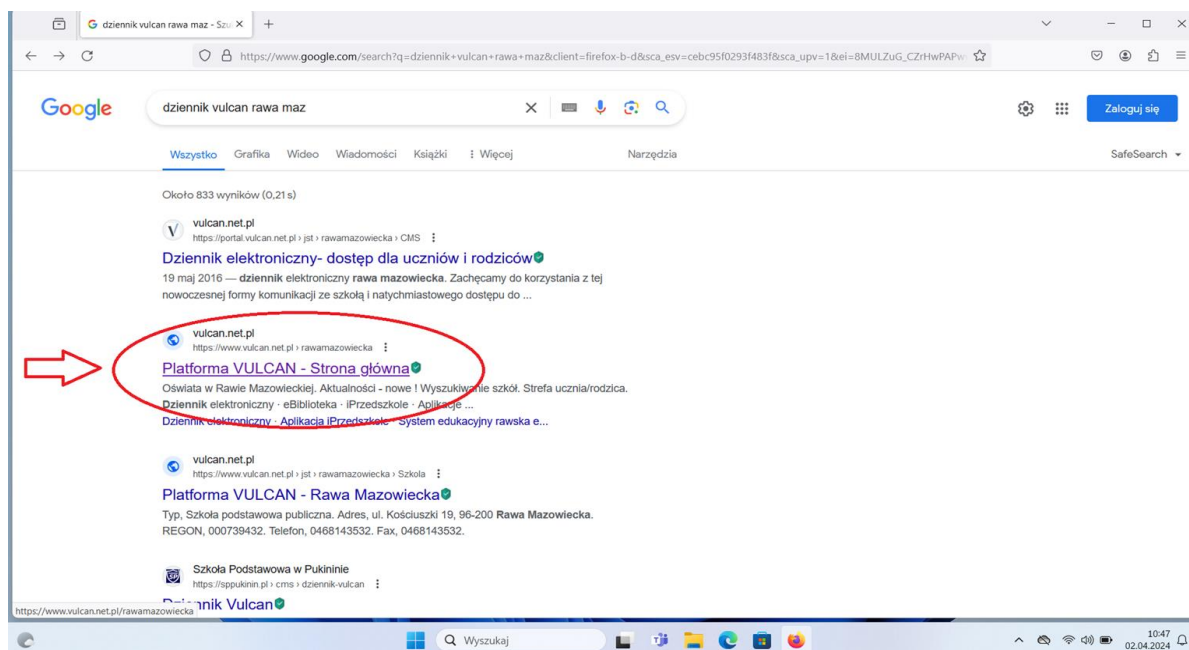 dziennik vulcan rawa maz - Szu
https://www.google.com/search?q=dziennik+vulcan+rawa+maz&client=firefox-b-d&sca_esv=cebc95f0293f483f&sca_upv=1&ei=8MULZuG_CZrHwPAPw
Google
dziennik vulcan rawa maz
Zaloguj się
Wszystko Grafika Wideo Wiadomości Książki Więcej Narzędzia SafeSearch
Około 833 wyników (0,21 s)
vulcan.net.pl
https://portal.vulcan.net.pl › jst › rawamazowiecka › CMS
Dziennik elektroniczny- dostęp dla uczniów i rodziców
19 maj 2016 — dziennik elektroniczny rawa mazowiecka. Zachęcamy do korzystania z tej
nowoczesnej formy komunikacji ze szkołą i natychmiastowego dostępu do ...
vulcan.net.pl
https://www.vulcan.net.pl › rawamazowiecka
Platforma VULCAN - Strona główna
Oświata w Rawie Mazowieckiej. Aktualności - nowe ! Wyszukiwanie szkół. Strefa ucznia/rodzica.
Dziennik elektroniczny · eBiblioteka · iPrzedszkole · Aplikacje ...
Dziennik elektroniczny · Aplikacja iPrzedszkole · System edukacyjny rawska e...
vulcan.net.pl
https://www.vulcan.net.pl › jst › rawamazowiecka › Szkola
Platforma VULCAN - Rawa Mazowiecka
Typ, Szkoła podstawowa publiczna. Adres, ul. Kościuszki 19, 96-200 Rawa Mazowiecka.
REGON, 000739432. Telefon, 0468143532. Fax, 0468143532.
Szkoła Podstawowa w Pukininie
https://sppukinin.pl › cms › dziennik-vulcan
Dziennik Vulcan
https://www.vulcan.net.pl/rawamazowiecka
Wyszukaj
10:47
02.04.2024